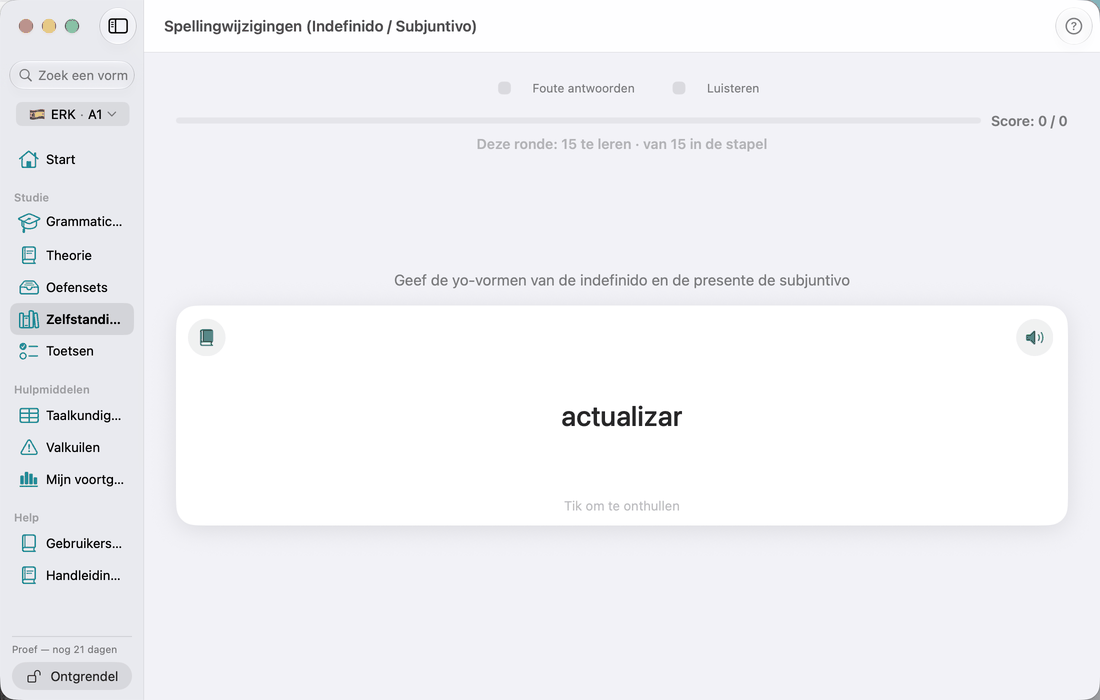 Spellingwijzigingen (Indefinido / Subjuntivo)
Zoek een vorm
ERK · A1
Start
Studie
Grammatic...
Theorie
Oefensets
Zelfstandi...
Toetsen
Hulpmiddelen
Taalkundig...
Valkuilen
Mijn voortg...
Help
Gebruikers...
Handleidin...
Proef — nog 21 dagen
Ontgrendel
Foute antwoorden
Luisteren
Score: 0 / 0
Deze ronde: 15 te leren · van 15 in de stapel
Geef de yo-vormen van de indefinido en de presente de subjuntivo
actualizar
Tik om te onthullen